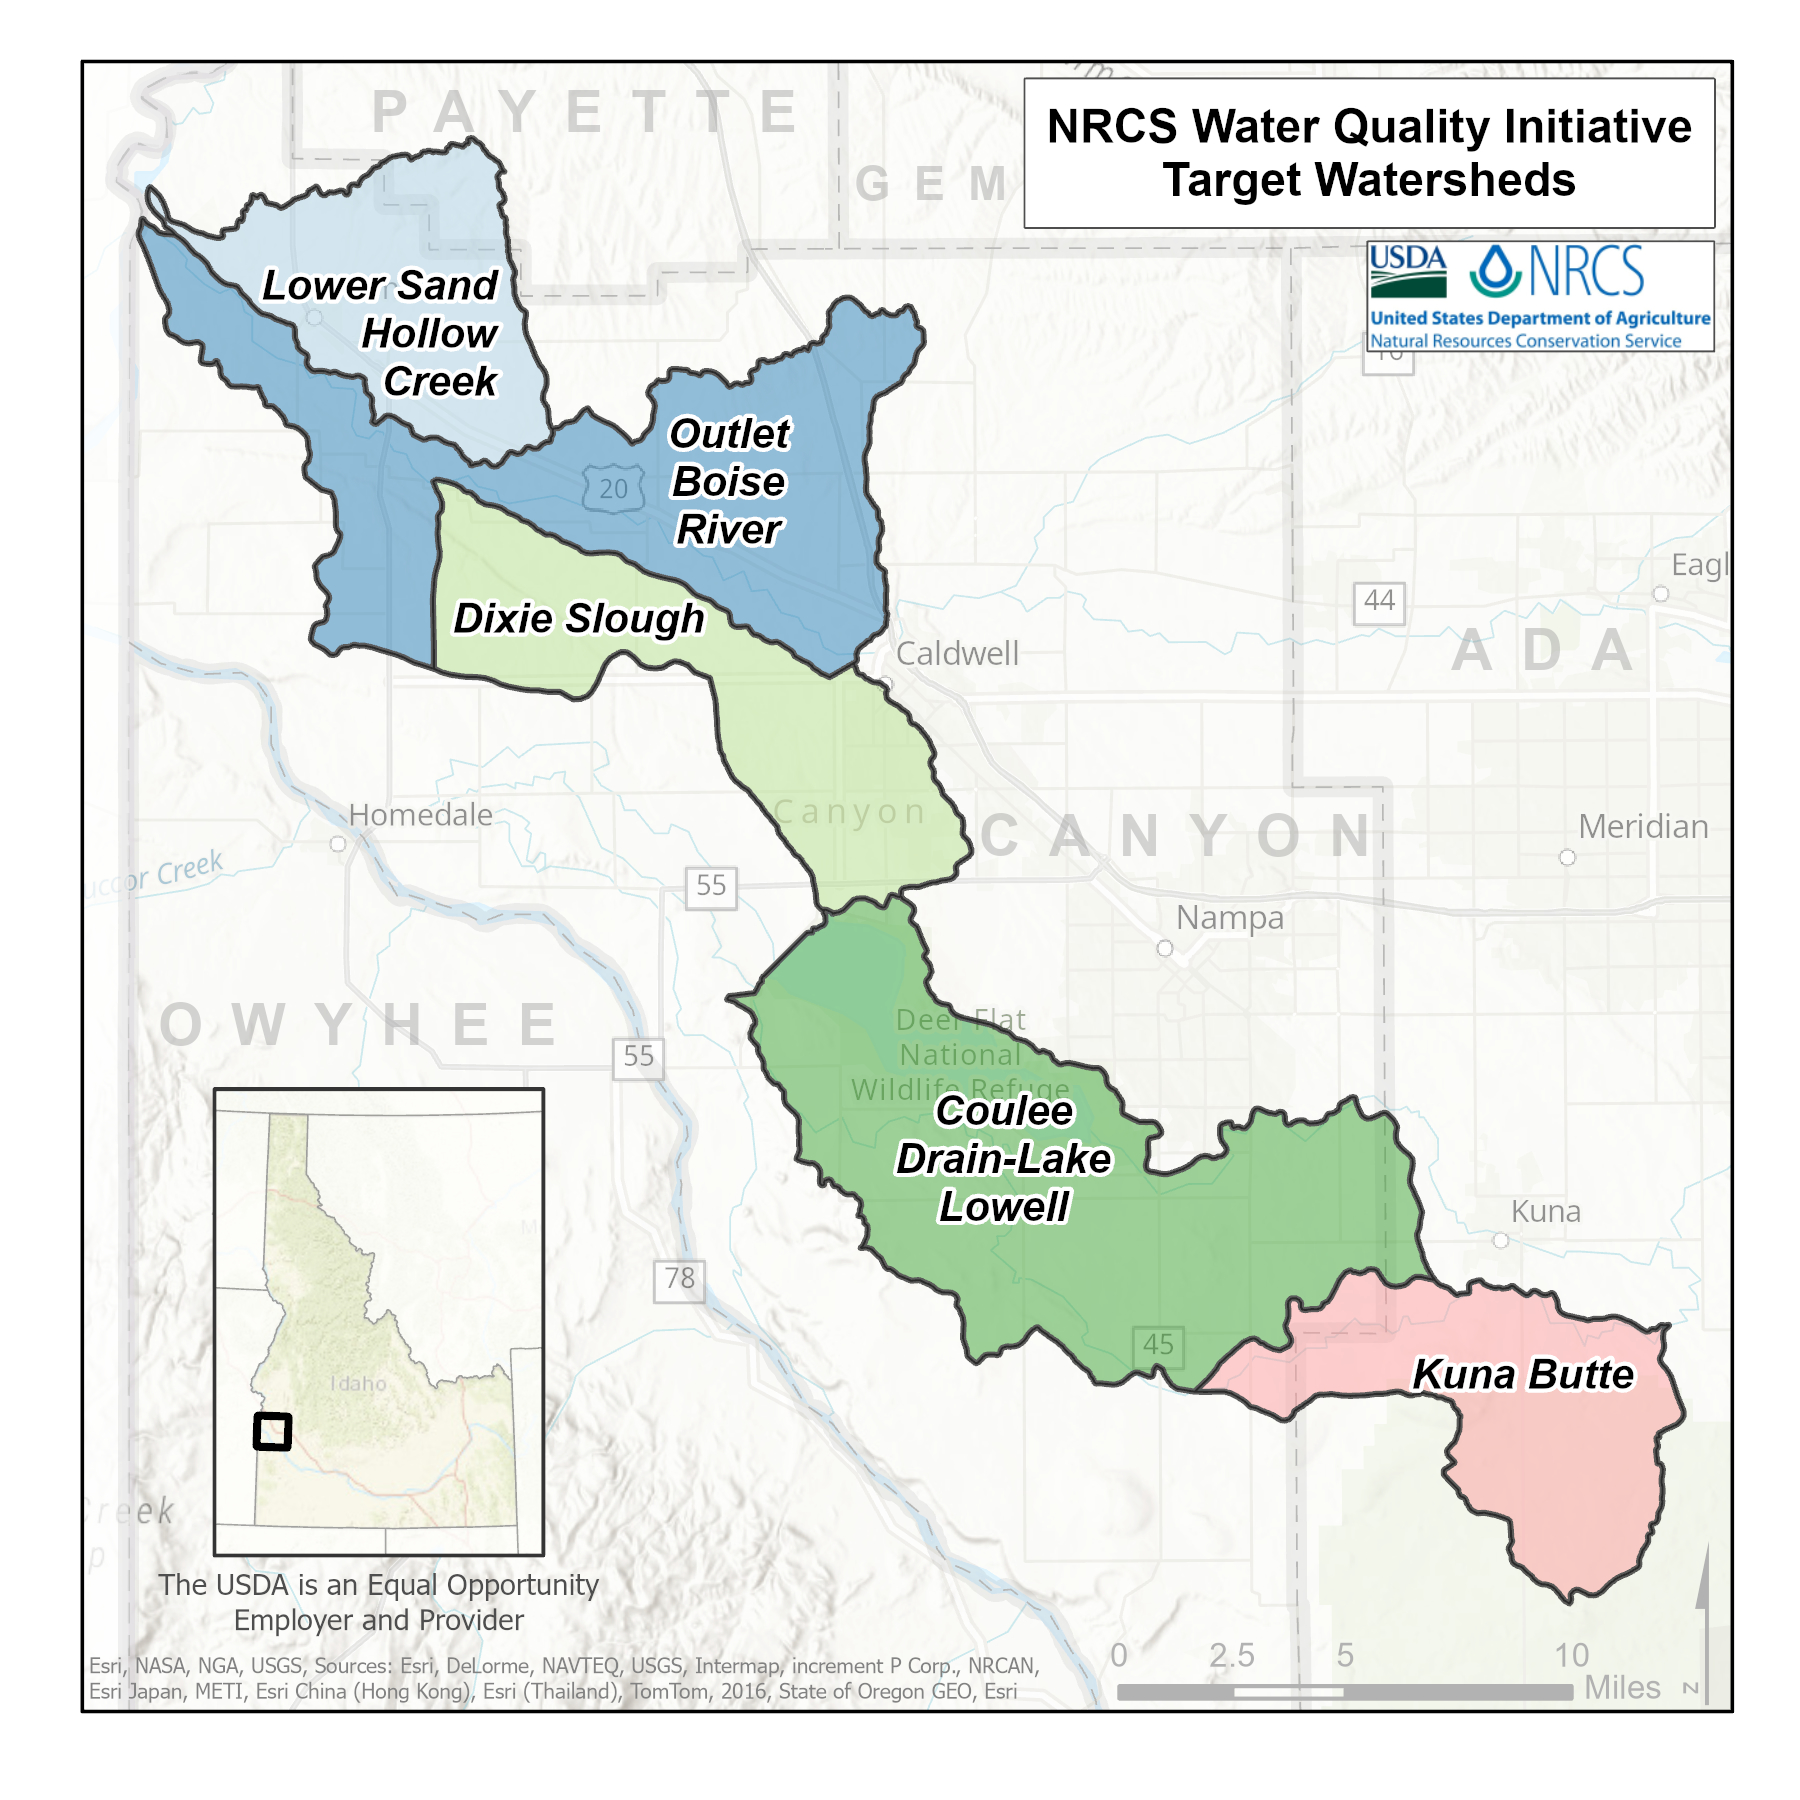 PAYETTE
GEM
NRCS Water Quality Initiative
Target Watersheds
USDA NRCS
United States Department of Agriculture
Natural Resources Conservation Service
Lower Sand
Hollow
Creek
Outlet
Boise
River
20
Dixie Slough
44
ADA
Caldwell
Homedale
Canyon
CANYON
Meridian
Creek
55
Nampa
OWYHEE
55
Deer Flat
National
Wildlife Refuge
Coulee
Drain-Lake
Lowell
Kuna
78
45
Kuna Butte
Idaho
The USDA is an Equal Opportunity
Employer and Provider
0 2.5 5 10
Miles
N
Esri, NASA, NGA, USGS, Sources: Esri, DeLorme, NAVTEQ, USGS, Intermap, increment P Corp., NRCAN,
Esri Japan, METI, Esri China (Hong Kong), Esri (Thailand), TomTom, 2016, State of Oregon GEO, Esri